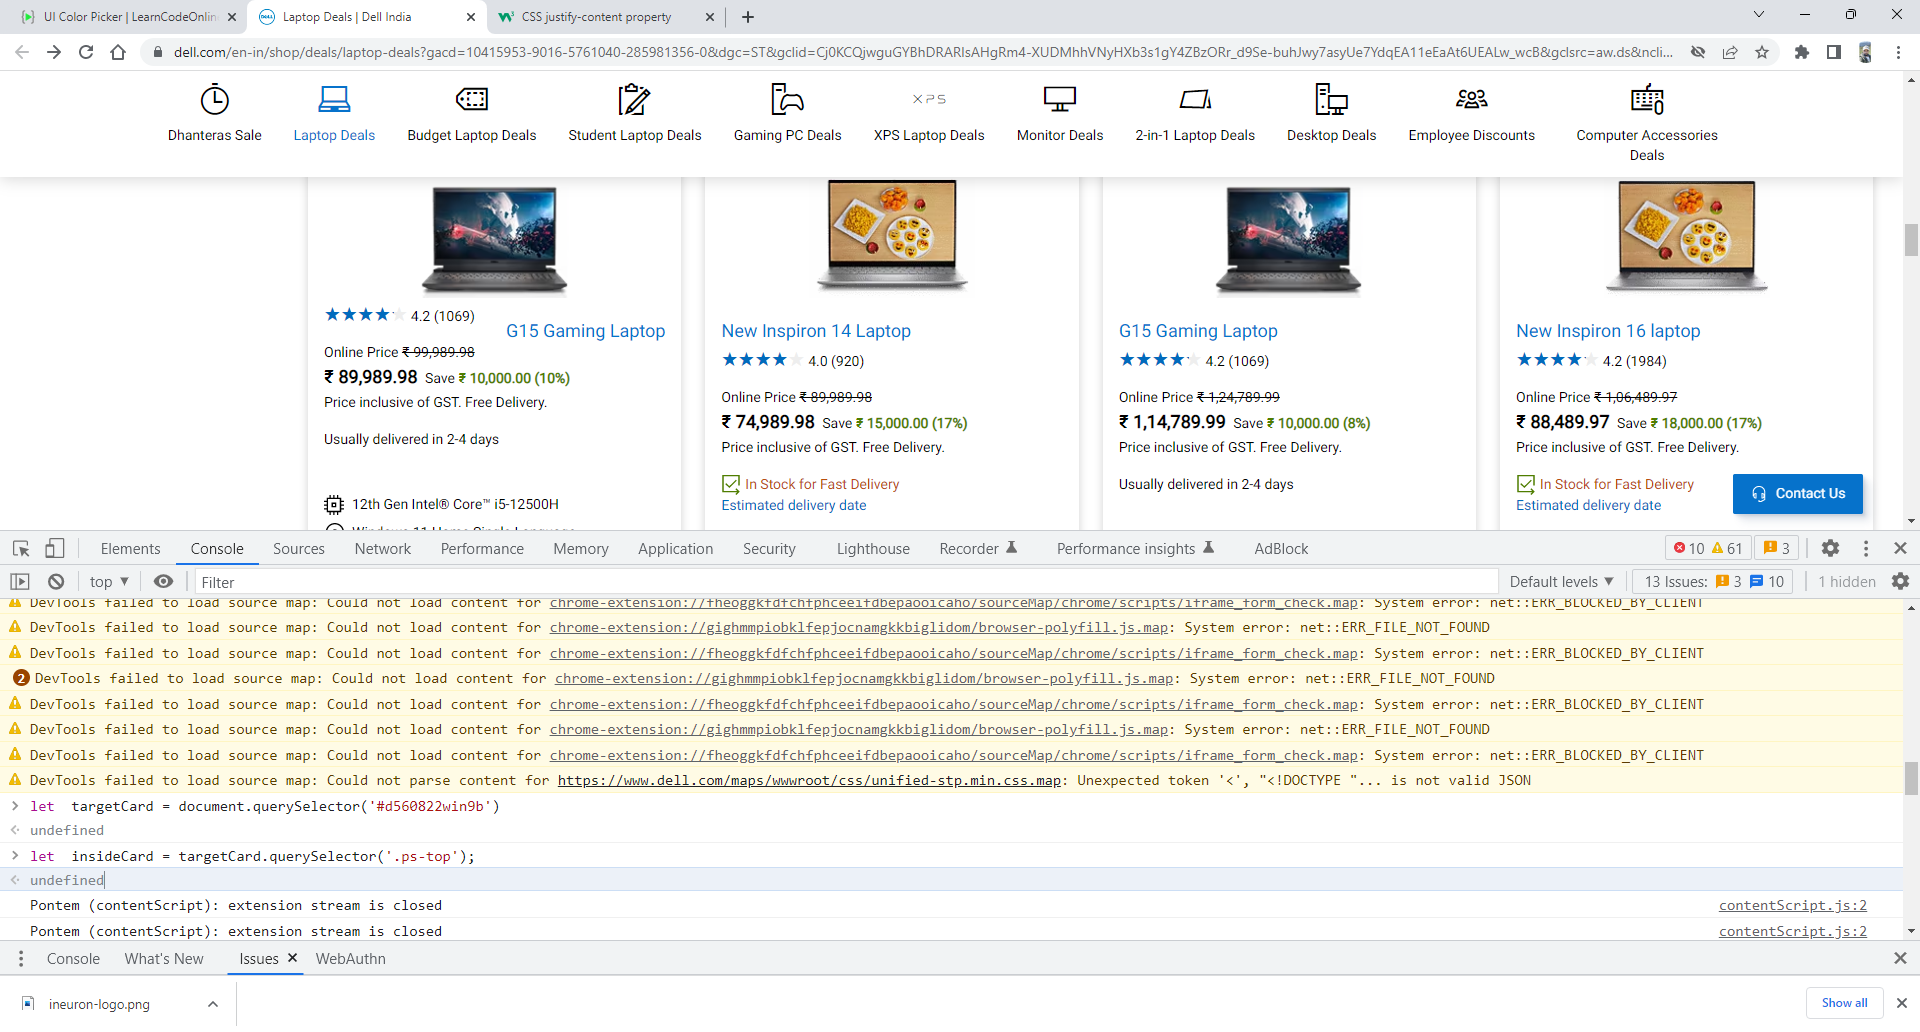 UI Color Picker | LearnCodeOnlin
Laptop Deals | Dell India
CSS justify-content property
dell.com/en-in/shop/deals/laptop-deals?gacd=10415953-9016-5761040-285981356-0&dgc=ST&gclid=Cj0KCQjwguGYBhDRARIsAHgRm4-XUDMhhVNyHXb3s1gY4ZBzORr_d9Se-buhJwy7asyUe7YdqEA11eEaAt6UEALw_wcB&gclsrc=aw.ds&ncli...
Dhanteras Sale
Laptop Deals
Budget Laptop Deals
Student Laptop Deals
Gaming PC Deals
XPS
XPS Laptop Deals
Monitor Deals
2-in-1 Laptop Deals
Desktop Deals
Employee Discounts
Computer Accessories
Deals
4.2 (1069)
G15 Gaming Laptop
Online Price ₹ 99,989.98
₹ 89,989.98 Save ₹ 10,000.00 (10%)
Price inclusive of GST. Free Delivery.
Usually delivered in 2-4 days
12th Gen Intel® Core™ i5-12500H
Windows 11 Home Single Language
New Inspiron 14 Laptop
4.0 (920)
Online Price ₹ 89,989.98
₹ 74,989.98 Save ₹ 15,000.00 (17%)
Price inclusive of GST. Free Delivery.
In Stock for Fast Delivery
Estimated delivery date
G15 Gaming Laptop
4.2 (1069)
Online Price ₹ 1,24,789.99
₹ 1,14,789.99 Save ₹ 10,000.00 (8%)
Price inclusive of GST. Free Delivery.
Usually delivered in 2-4 days
New Inspiron 16 laptop
4.2 (1984)
Online Price ₹ 1,06,489.97
₹ 88,489.97 Save ₹ 18,000.00 (17%)
Price inclusive of GST. Free Delivery.
In Stock for Fast Delivery
Estimated delivery date
Contact Us
Elements Console Sources Network Performance Memory Application Security Lighthouse Recorder Performance insights AdBlock 10 61 3
top Filter Default levels 13 Issues: 3 10 1 hidden
DevTools failed to load source map: Could not load content for chrome-extension://fheoggkfdfchfphceeifdbepaooicaho/sourceMap/chrome/scripts/iframe_form_check.map: System error: net::ERR_BLOCKED_BY_CLIENT
DevTools failed to load source map: Could not load content for chrome-extension://gighmmpiobklfepjocnamgkkbiglidom/browser-polyfill.js.map: System error: net::ERR_FILE_NOT_FOUND
DevTools failed to load source map: Could not load content for chrome-extension://fheoggkfdfchfphceeifdbepaooicaho/sourceMap/chrome/scripts/iframe_form_check.map: System error: net::ERR_BLOCKED_BY_CLIENT
2 DevTools failed to load source map: Could not load content for chrome-extension://gighmmpiobklfepjocnamgkkbiglidom/browser-polyfill.js.map: System error: net::ERR_FILE_NOT_FOUND
DevTools failed to load source map: Could not load content for chrome-extension://fheoggkfdfchfphceeifdbepaooicaho/sourceMap/chrome/scripts/iframe_form_check.map: System error: net::ERR_BLOCKED_BY_CLIENT
DevTools failed to load source map: Could not load content for chrome-extension://gighmmpiobklfepjocnamgkkbiglidom/browser-polyfill.js.map: System error: net::ERR_FILE_NOT_FOUND
DevTools failed to load source map: Could not load content for chrome-extension://fheoggkfdfchfphceeifdbepaooicaho/sourceMap/chrome/scripts/iframe_form_check.map: System error: net::ERR_BLOCKED_BY_CLIENT
DevTools failed to load source map: Could not parse content for https://www.dell.com/maps/wwwroot/css/unified-stp.min.css.map: Unexpected token '<', "<!DOCTYPE "... is not valid JSON
let targetCard = document.querySelector('#d560822win9b')
undefined
let insideCard = targetCard.querySelector('.ps-top');
undefined
Pontem (contentScript): extension stream is closed contentScript.js:2
Pontem (contentScript): extension stream is closed contentScript.js:2
Console What's New Issues WebAuthn
ineuron-logo.png
Show all